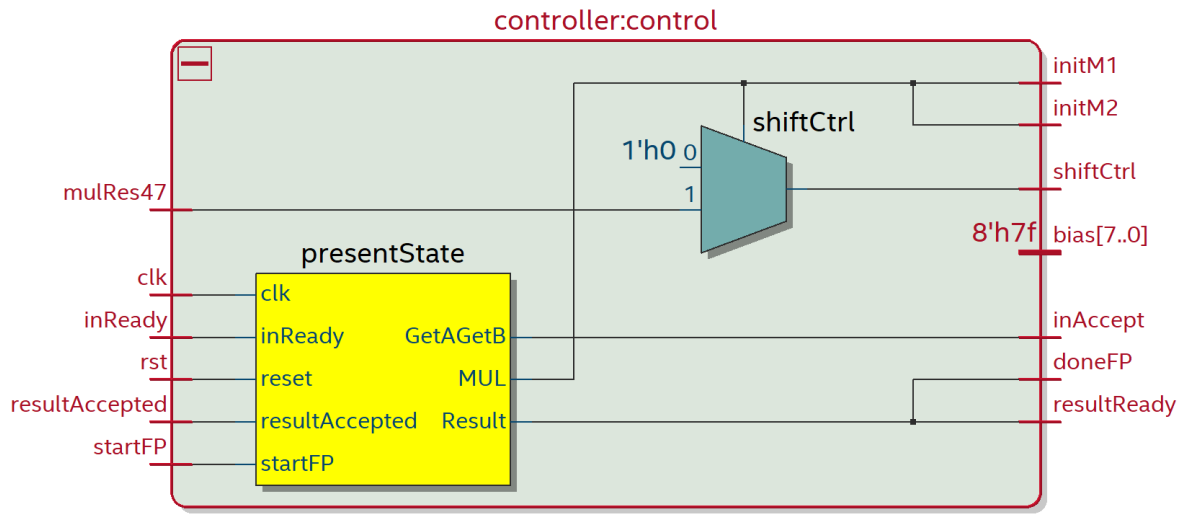 controller:control
initM1
initM2
shiftCtrl
1'h0 0
shiftCtrl
mulRes47
1
8'h7f bias[7..0]
presentState
clk
clk
inReady
inReady
GetAGetB
inAccept
rst
reset
MUL
doneFP
resultAccepted
resultAccepted
Result
resultReady
startFP
startFP